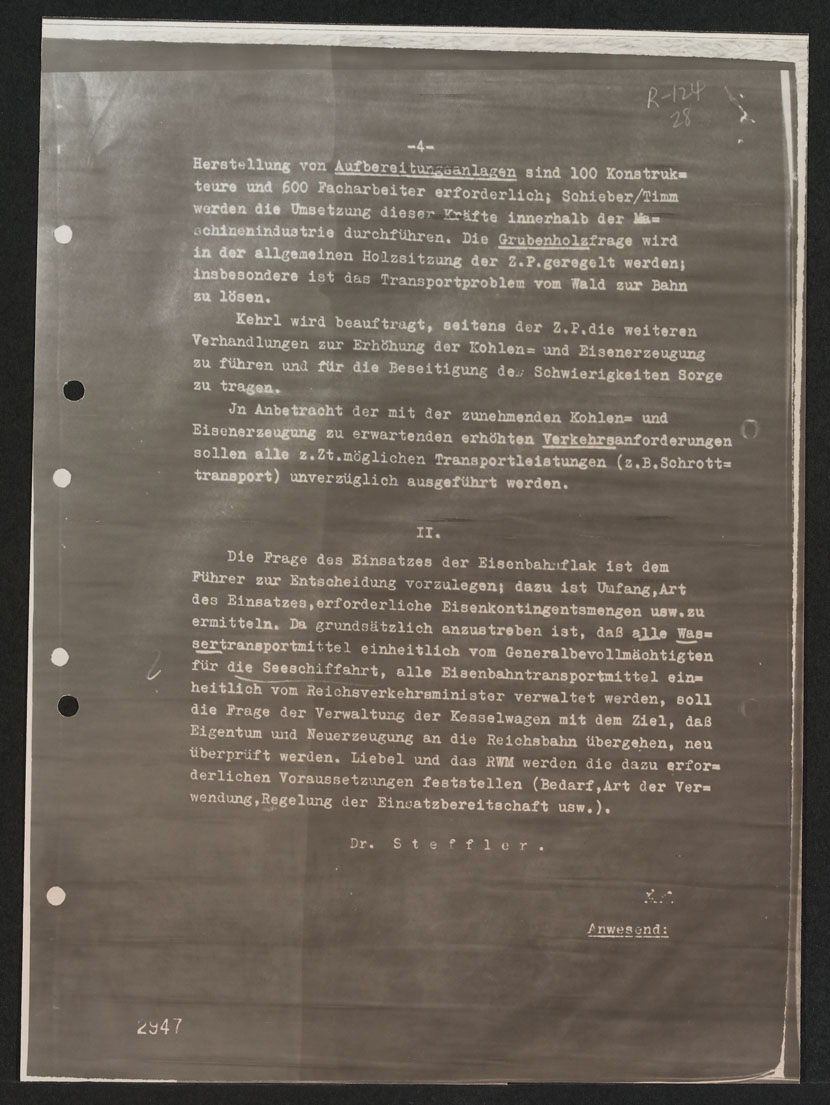 R-124
28
-4-
Herstellung von Aufbereitungsanlagen sind 100 Konstruk=
teure und 600 Facharbeiter erforderlich; Schieber/Timm
werden die Umsetzung dieser Kräfte innerhalb der Ma=
schinenindustrie durchführen. Die Grubenholzfrage wird
in der allgemeinen Holzsitzung der Z.P.geregelt werden;
insbesondere ist das Transportproblem vom Wald zur Bahn
zu lösen.
Kehrl wird beauftragt, seitens der Z.P.die weiteren
Verhandlungen zur Erhöhung der Kohlen= und Eisenerzeugung
zu führen und für die Beseitigung der Schwierigkeiten Sorge
zu tragen.
Jn Anbetracht der mit der zunehmenden Kohlen= und
Eisenerzeugung zu erwartenden erhöhten Verkehrsanforderungen
sollen alle z.Zt.möglichen Transportleistungen (z.B.Schrott=
transport) unverzüglich ausgeführt werden.
II.
Die Frage des Einsatzes der Eisenbahnflak ist dem
Führer zur Entscheidung vorzulegen; dazu ist Umfang,Art
des Einsatzes,erforderliche Eisenkontingentsmengen usw.zu
ermitteln. Da grundsätzlich anzustreben ist, daß alle Was=
sertransportmittel einheitlich vom Generalbevollmächtigten
für die Seeschiffahrt, alle Eisenbahntransportmittel ein=
heitlich vom Reichsverkehrsminister verwaltet werden, soll
die Frage der Verwaltung der Kesselwagen mit dem Ziel, daß
Eigentum und Neuerzeugung an die Reichsbahn übergehen, neu
überprüft werden. Liebel und das RWM werden die dazu erfor=
derlichen Voraussetzungen feststellen (Bedarf,Art der Ver=
wendung,Regelung der Einsatzbereitschaft usw.).
Dr. S t e f f l e r .
Anwesend:
2947